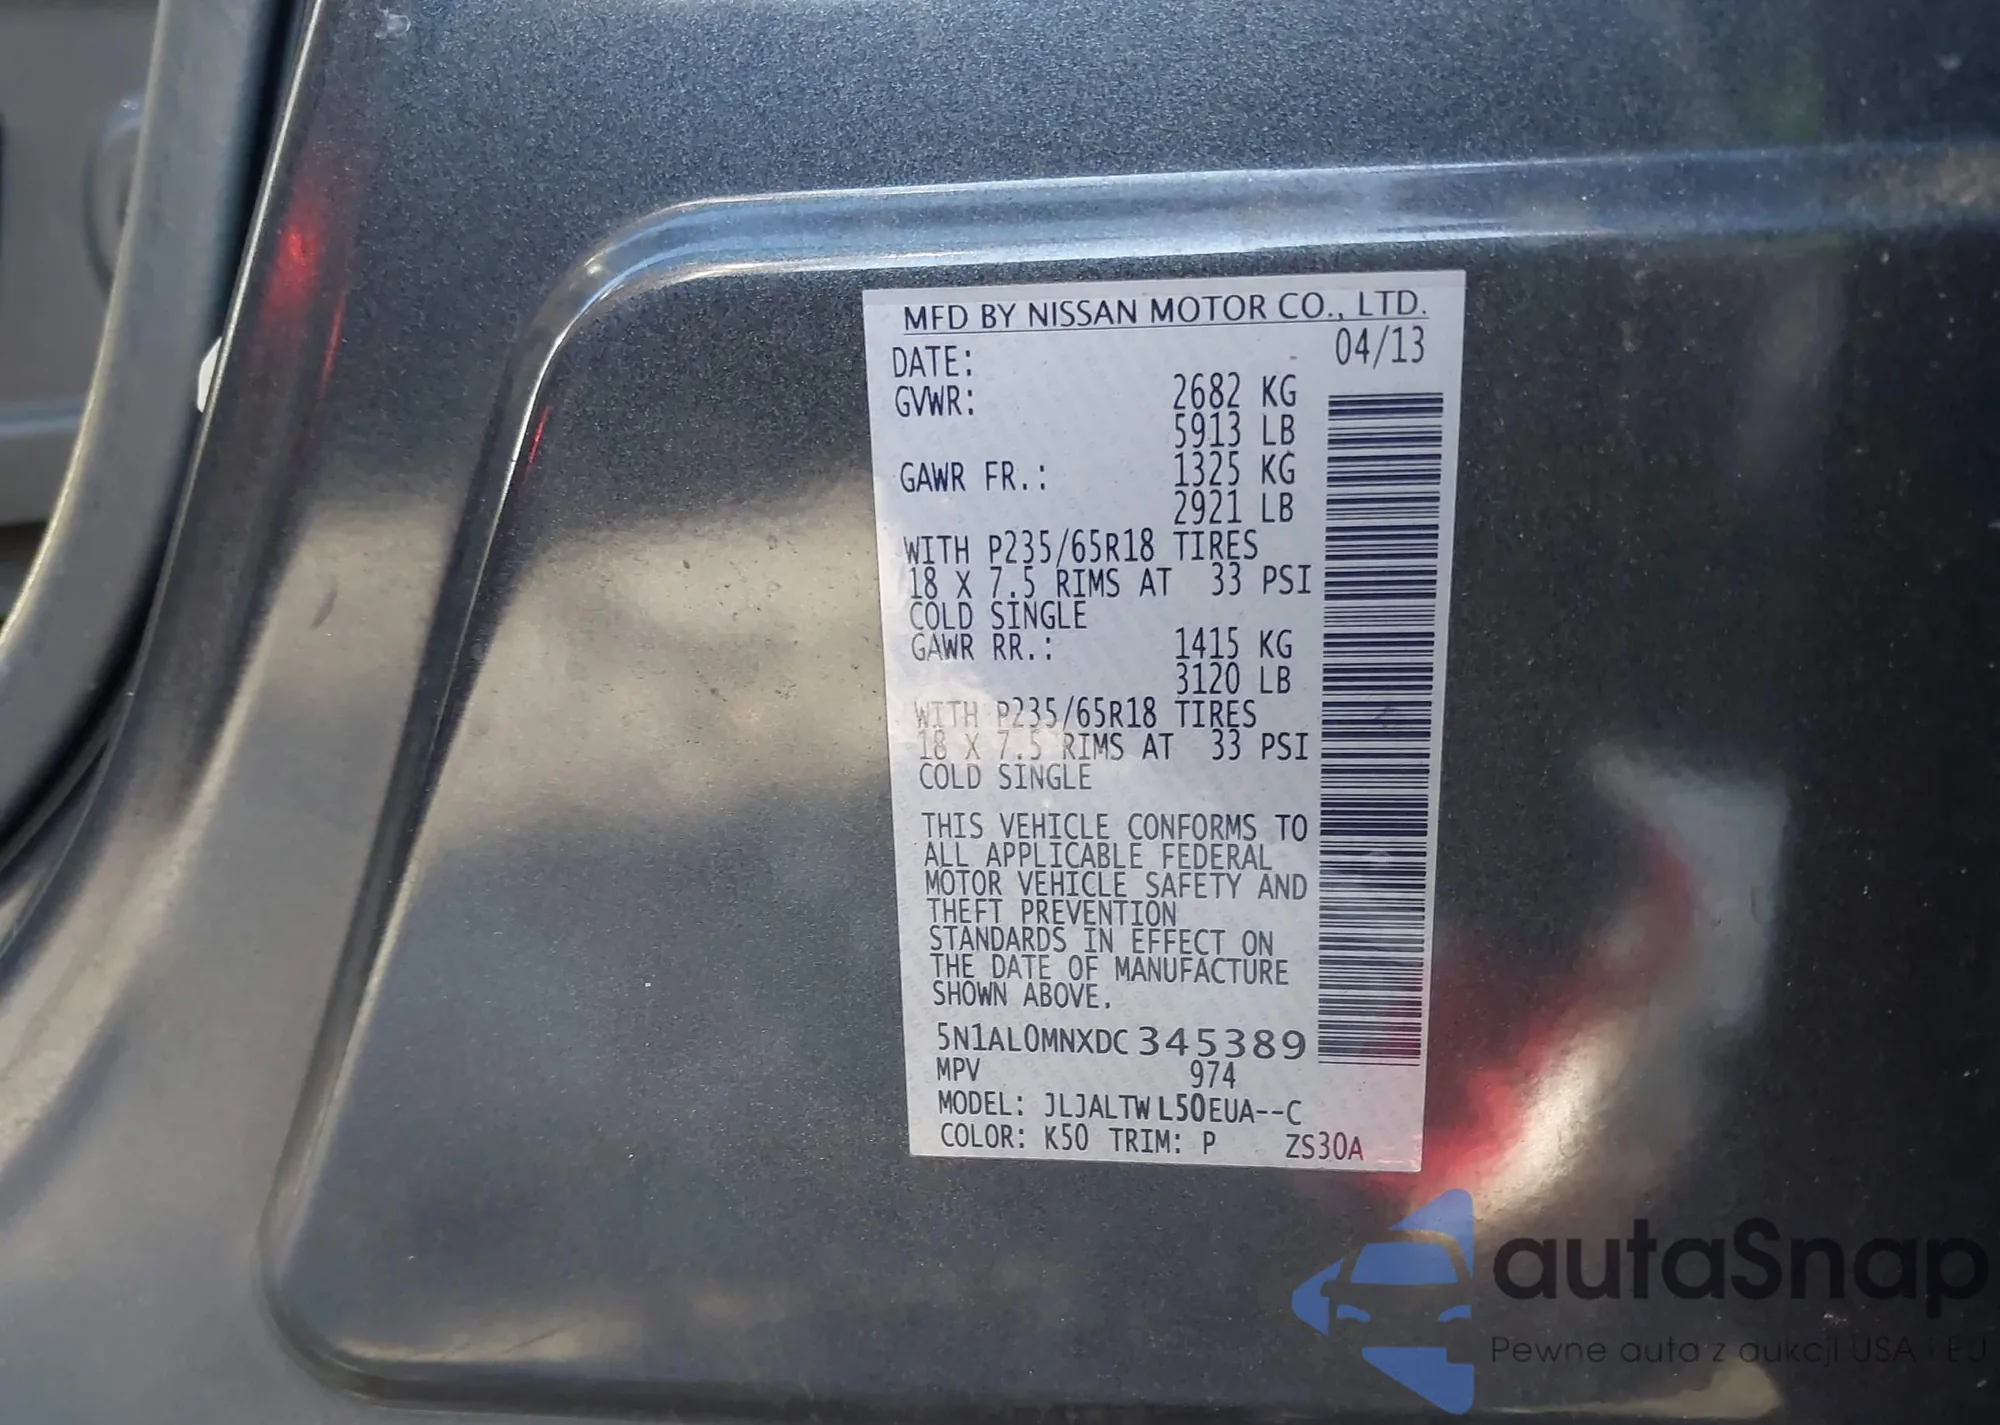 MFD BY NISSAN MOTOR CO., LTD.
DATE: 04/13
GVWR: 2682 KG
5913 LB
GAWR FR.: 1325 KG
2921 LB
WITH P235/65R18 TIRES
18 X 7.5 RIMS AT 33 PSI
COLD SINGLE
GAWR RR.: 1415 KG
3120 LB
WITH P235/65R18 TIRES
18 X 7.5 RIMS AT 33 PSI
COLD SINGLE
THIS VEHICLE CONFORMS TO
ALL APPLICABLE FEDERAL
MOTOR VEHICLE SAFETY AND
THEFT PREVENTION
STANDARDS IN EFFECT ON
THE DATE OF MANUFACTURE
SHOWN ABOVE.
5N1AL0MNXDC345389
MPV 974
MODEL: JLJALTWL50EUA--C
COLOR: K50 TRIM: P ZS30A
autaSnap
Pewne auta z aukcji USA i EU